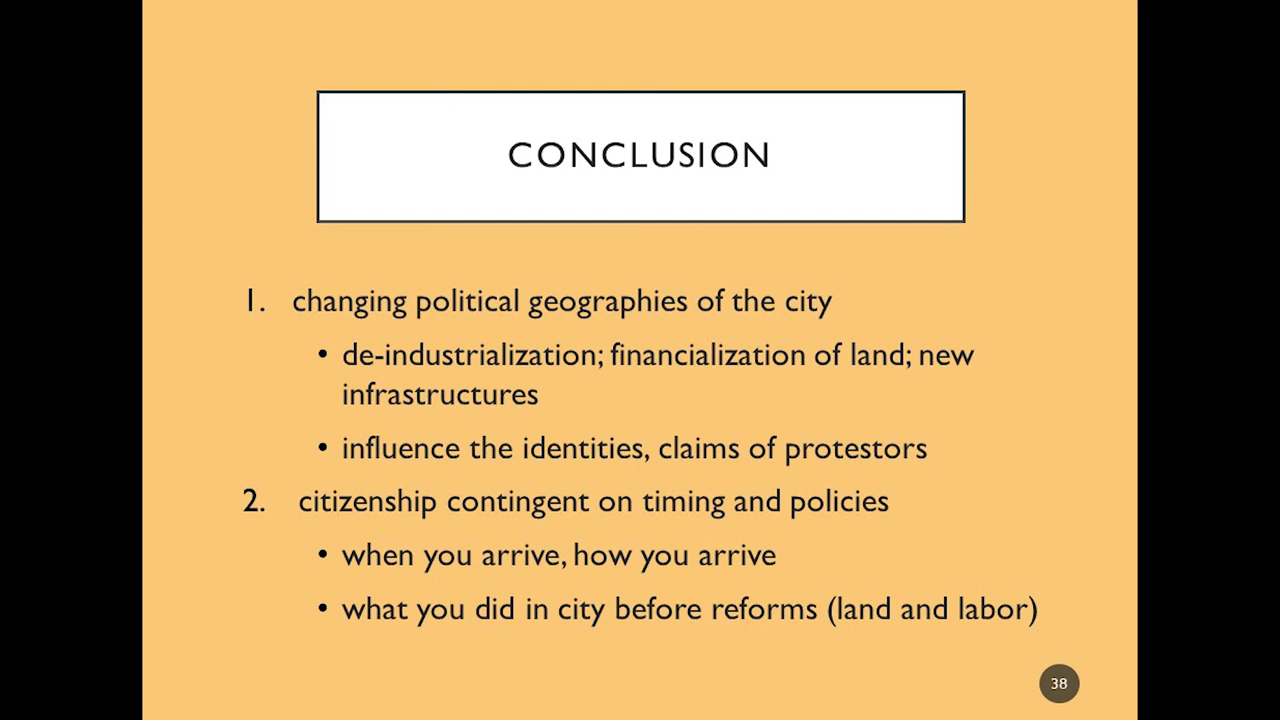 CONCLUSION
1. changing political geographies of the city
• de-industrialization; financialization of land; new
infrastructures
• influence the identities, claims of protestors
2. citizenship contingent on timing and policies
• when you arrive, how you arrive
• what you did in city before reforms (land and labor)
38